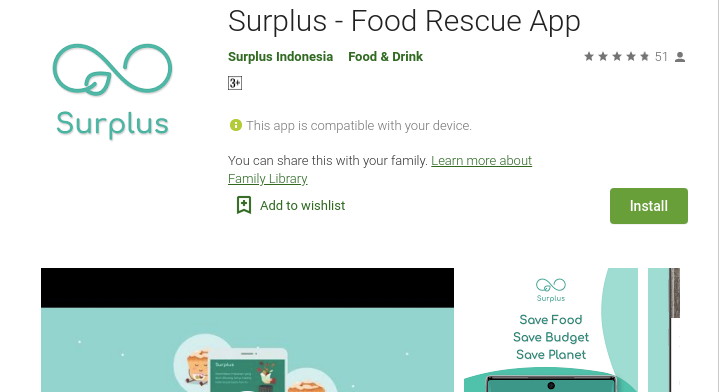 Surplus - Food Rescue App
Surplus Indonesia Food & Drink
51
3+
This app is compatible with your device.
You can share this with your family. Learn more about
Family Library
Add to wishlist
Install
Surplus
Surplus
Surplus
Save Food
Save Budget
Save Planet